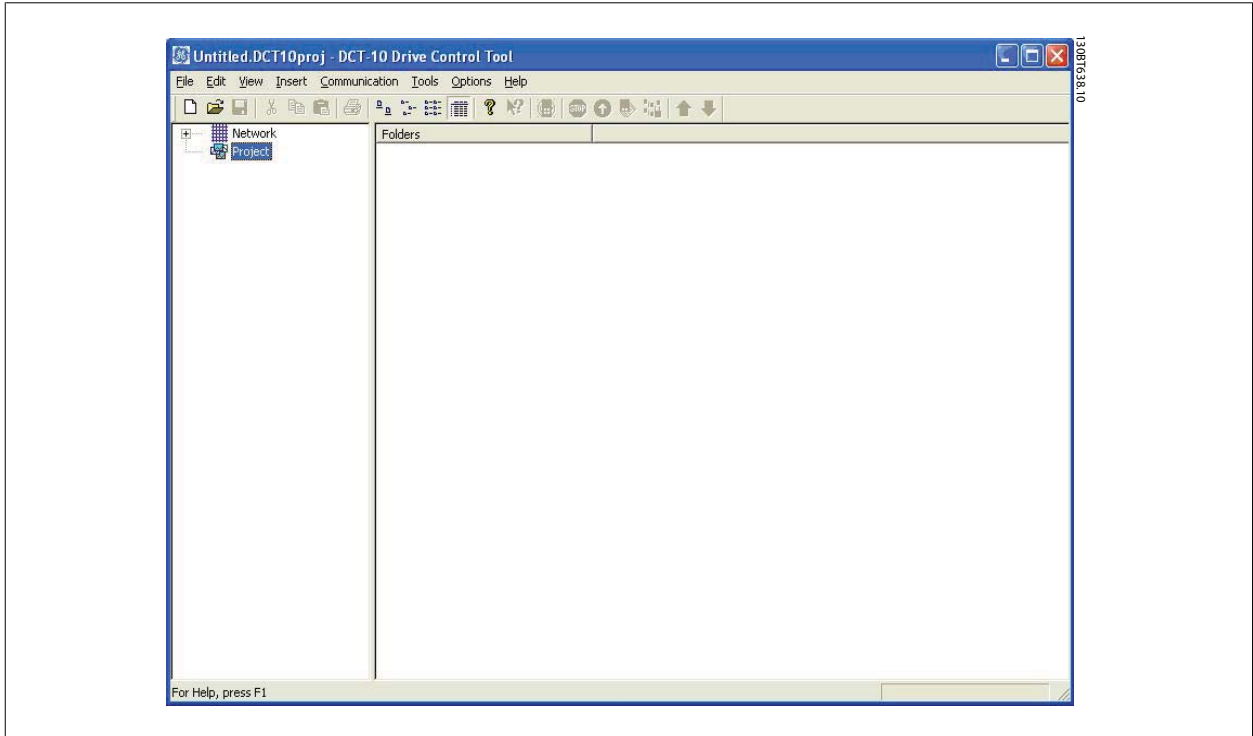 Untitled.DCT10proj - DCT-10 Drive Control Tool
File Edit View Insert Communication Tools Options Help
STOP
Network
Project
Folders
For Help, press F1
130BT638.10